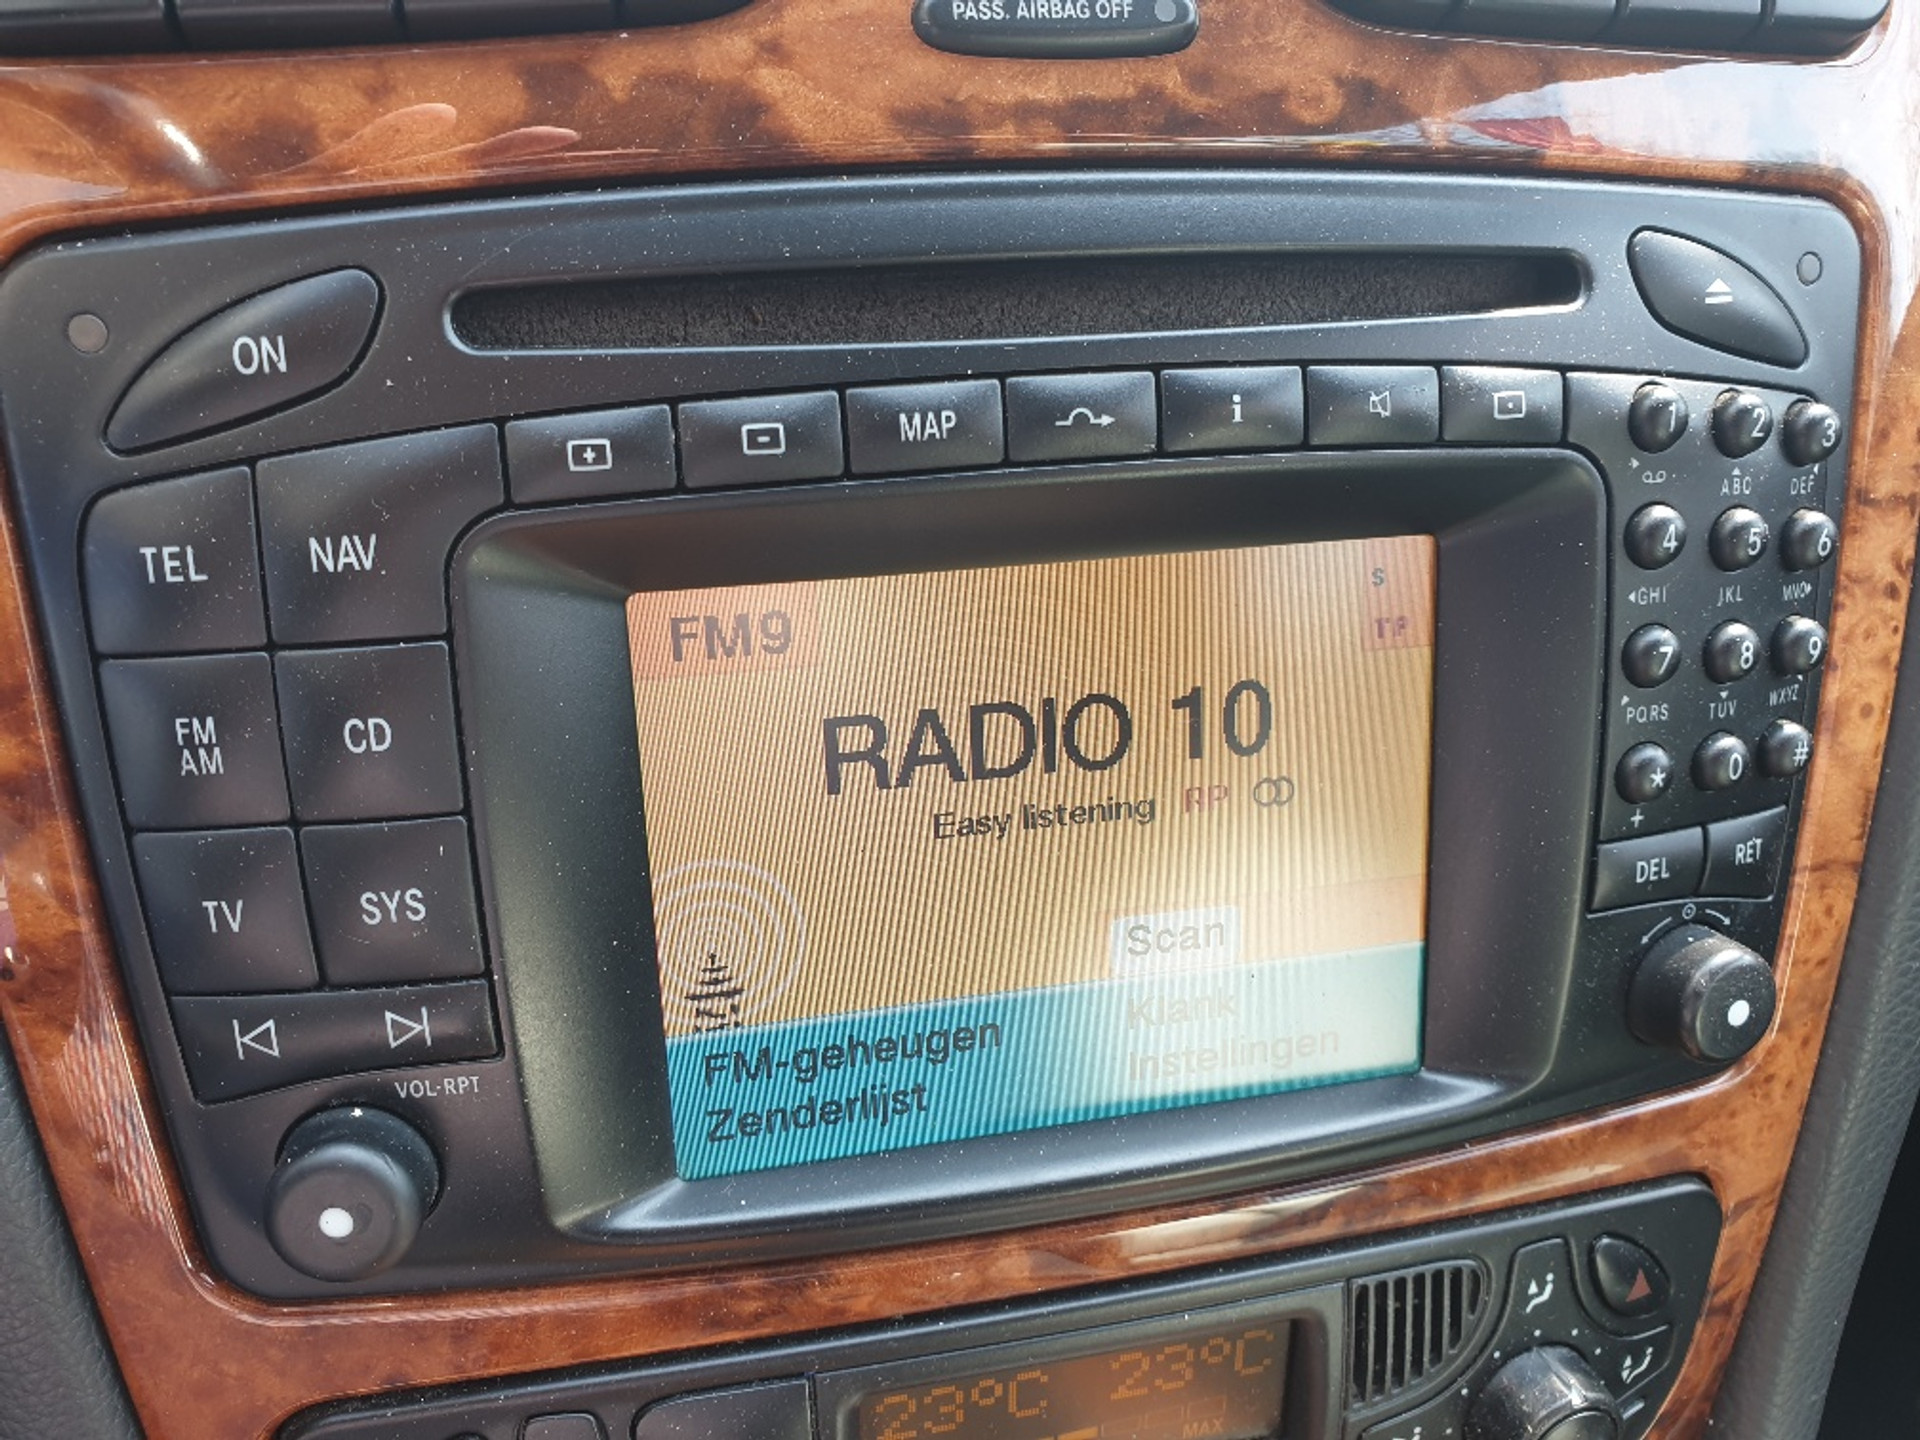 PASS. AIRBAG OFF
ON
MAP
i
TEL
NAV
FM
AM
CD
TV
SYS
VOL-RPT
FM9
S
TP
RADIO 10
Easy listening RP
Scan
Klank
Instellingen
FM-geheugen
Zenderlijst
1 2 3
ABC DEF
4 5 6
GHI JKL MNO
7 8 9
PQRS TUV WXYZ
* 0 #
+
DEL RET
23°C 23°C
MAX